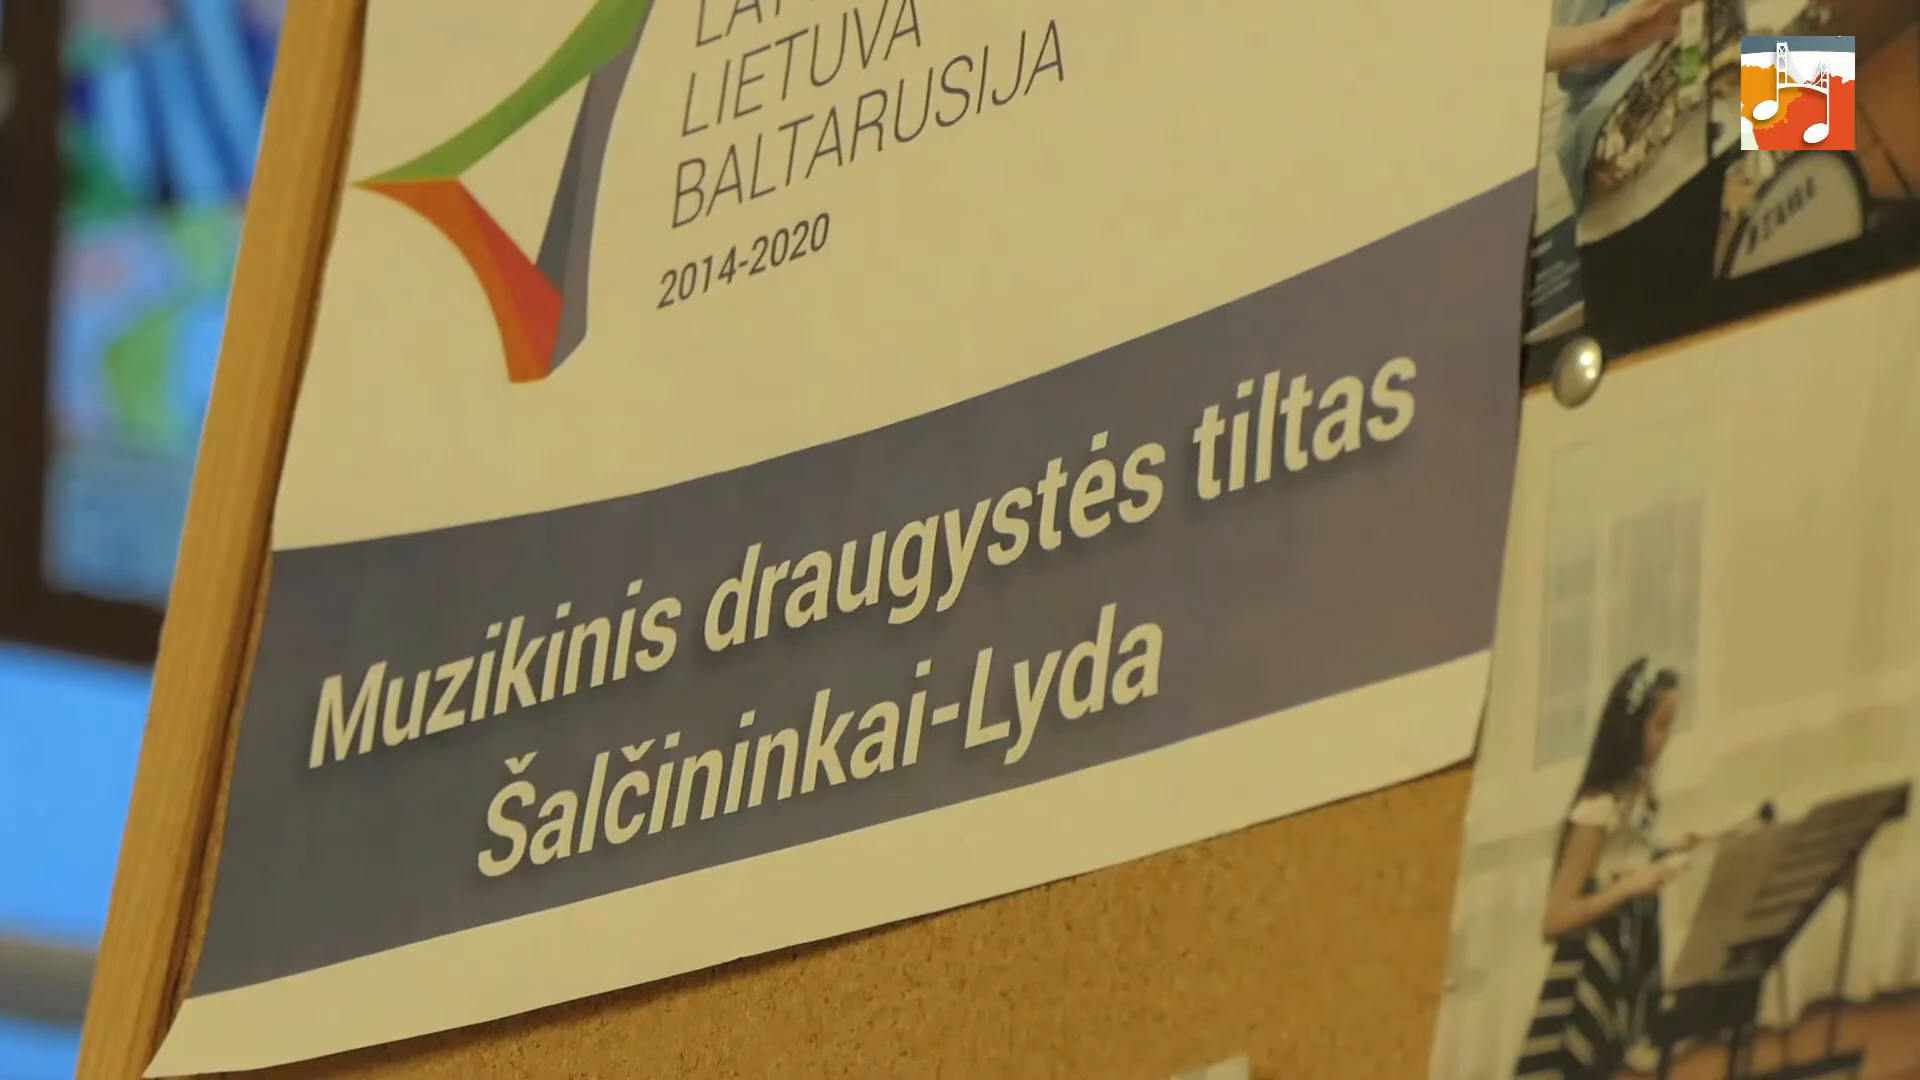 LIETUVA
BALTARUSIJA
2014-2020
Muzikinis draugystės tiltas
Šalčininkai-Lyda